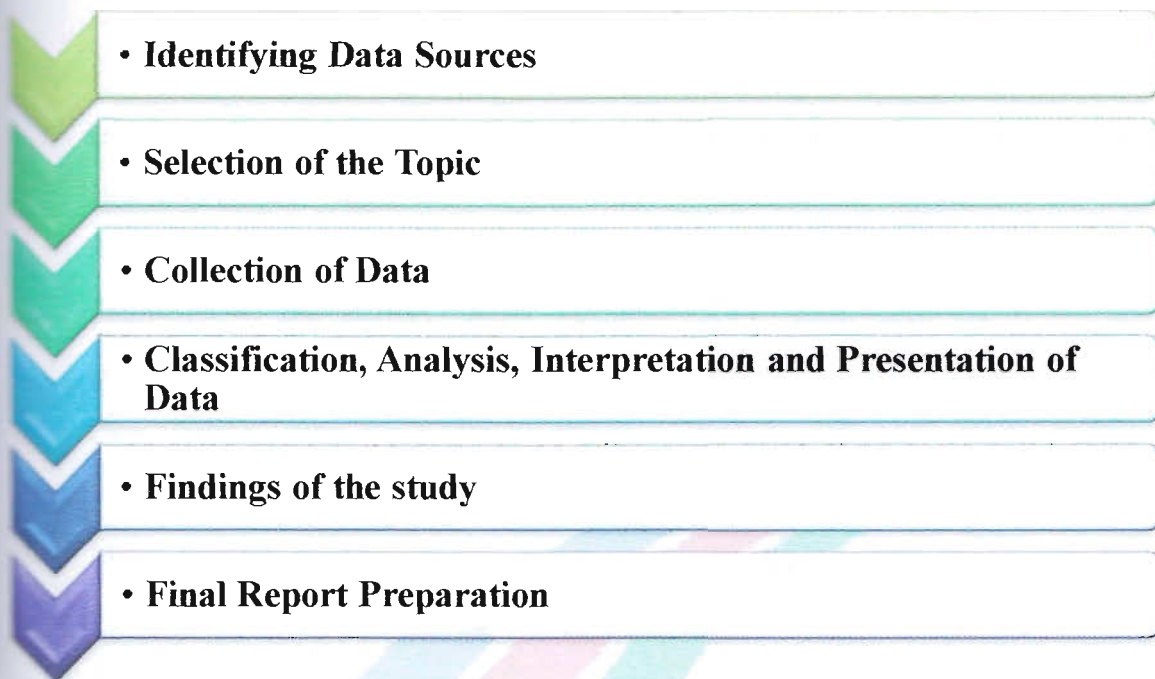 • Identifying Data Sources
• Selection of the Topic
• Collection of Data
• Classification, Analysis, Interpretation and Presentation of
Data
• Findings of the study
• Final Report Preparation